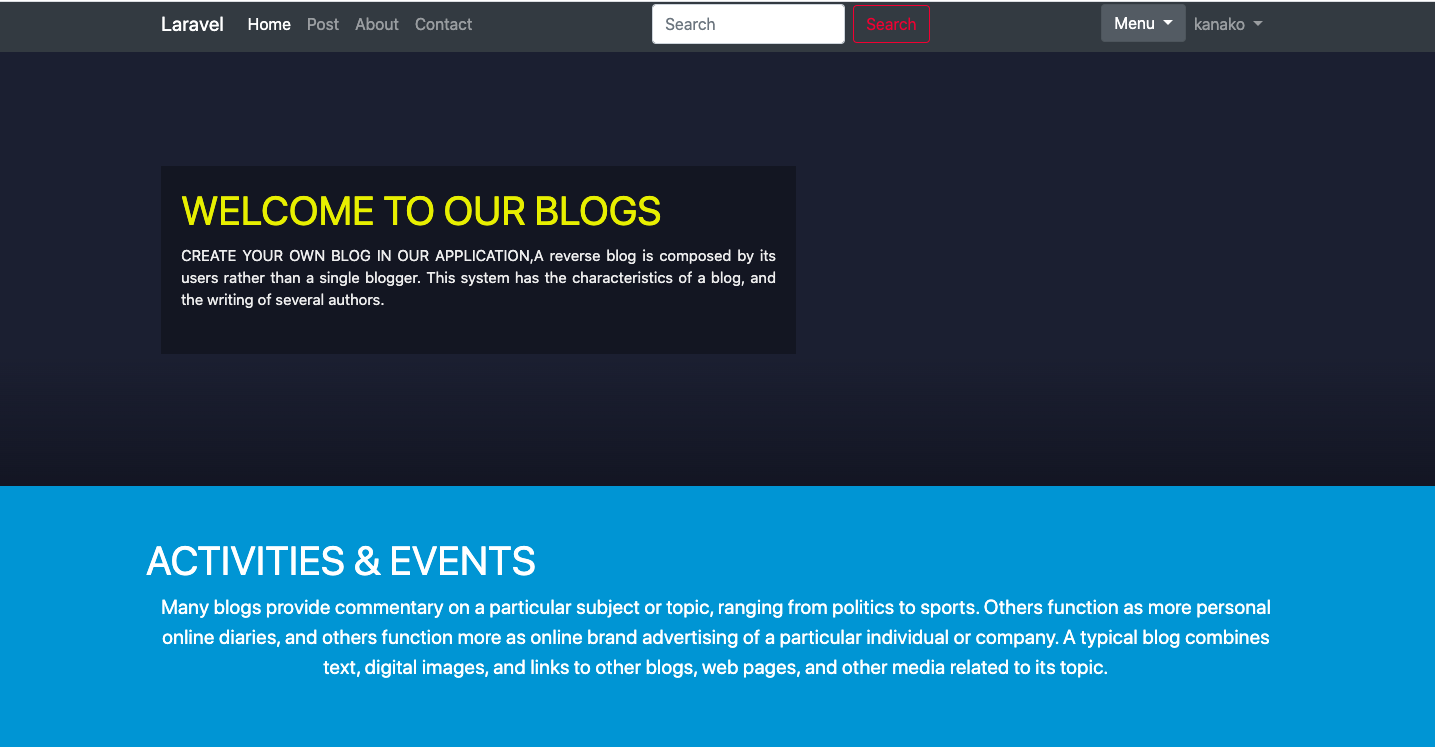 Laravel Home Post About Contact Search Search Menu kanako
WELCOME TO OUR BLOGS
CREATE YOUR OWN BLOG IN OUR APPLICATION,A reverse blog is composed by its
users rather than a single blogger. This system has the characteristics of a blog, and
the writing of several authors.
ACTIVITIES & EVENTS
Many blogs provide commentary on a particular subject or topic, ranging from politics to sports. Others function as more personal
online diaries, and others function more as online brand advertising of a particular individual or company. A typical blog combines
text, digital images, and links to other blogs, web pages, and other media related to its topic.